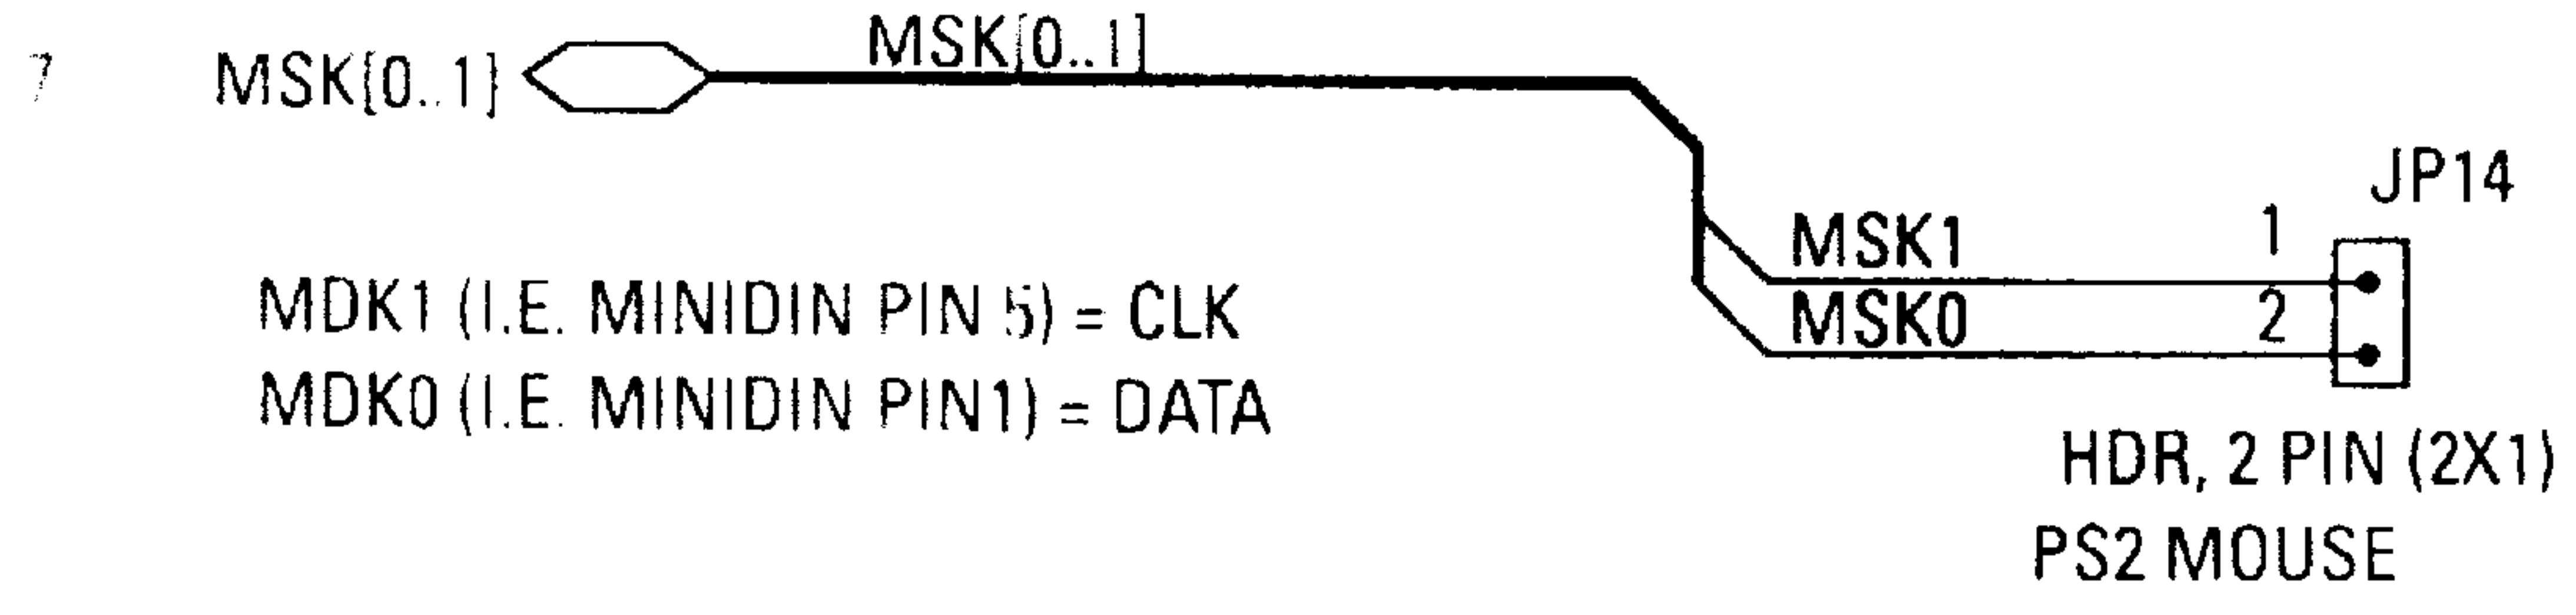 7 MSK[0..1] MSK[0..1]
JP14
MSK1 1
MSK0 2
MDK1 (I.E. MINIDIN PIN 5) = CLK
MDK0 (I.E. MINIDIN PIN1) = DATA
HDR, 2 PIN (2X1)
PS2 MOUSE